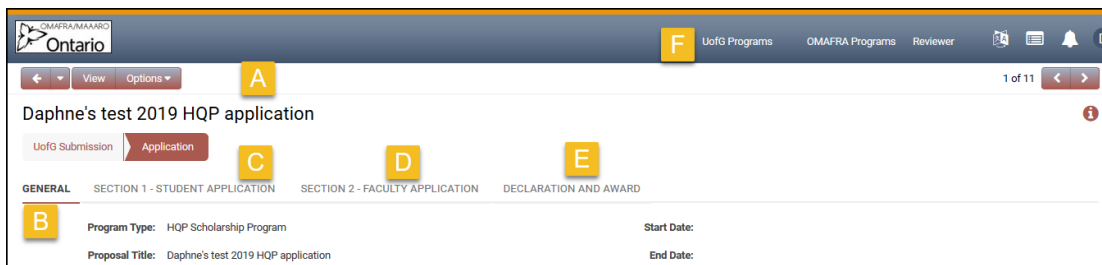 OMAFRA/MAAARO
Ontario
F
UofG Programs
OMAFRA Programs
Reviewer
View
Options
A
1 of 11
Daphne's test 2019 HQP application
UofG Submission
Application
C
D
E
GENERAL
SECTION 1 - STUDENT APPLICATION
SECTION 2 - FACULTY APPLICATION
DECLARATION AND AWARD
B
Program Type: HQP Scholarship Program
Start Date:
Proposal Title: Daphne's test 2019 HQP application
End Date: